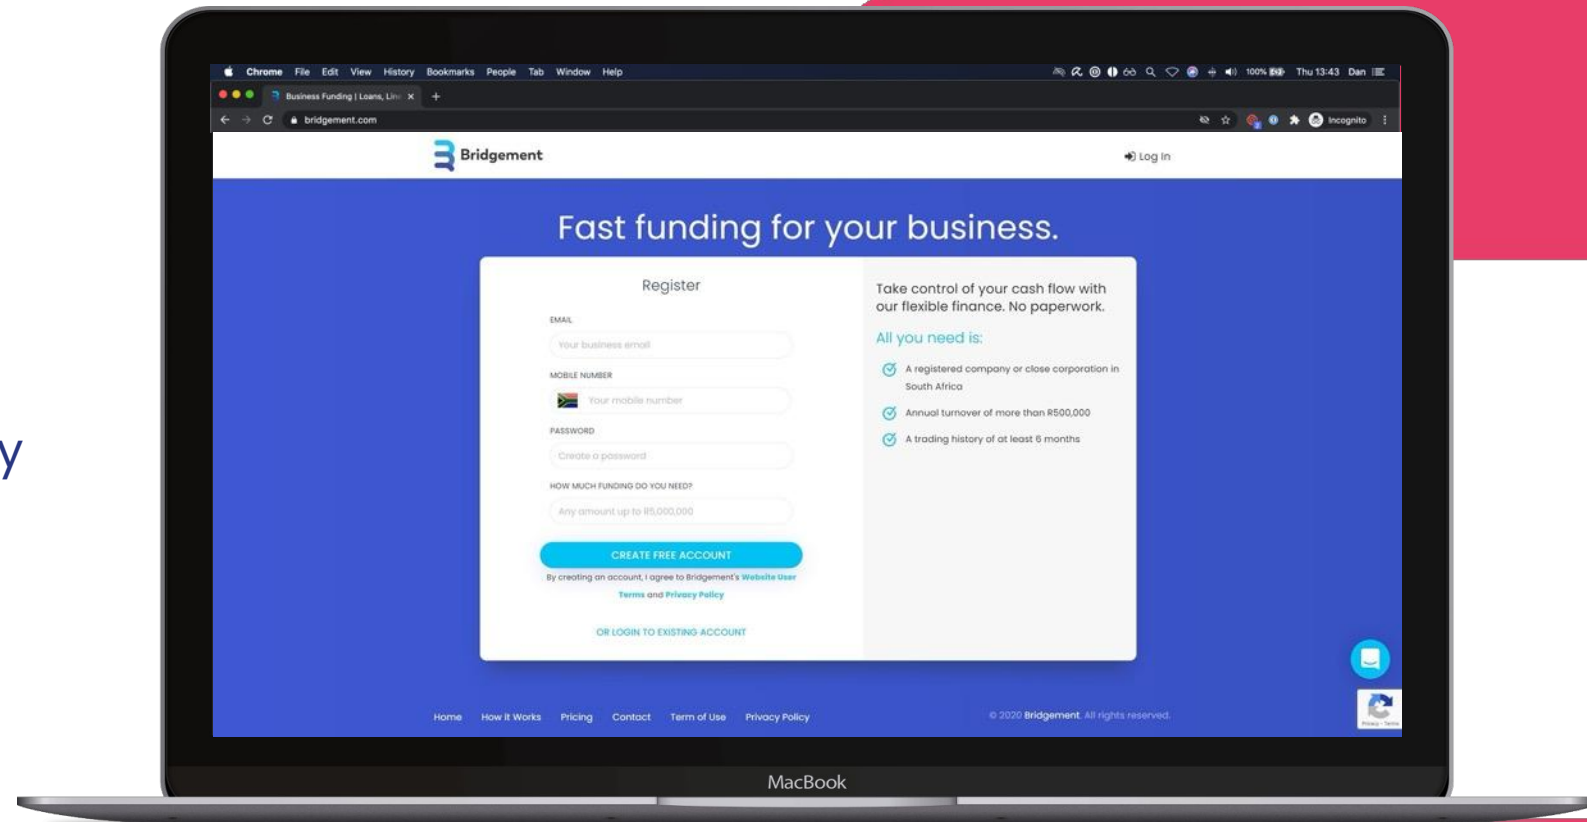 Chrome File Edit View History Bookmarks People Tab Window Help
100% Thu 13:43 Dan
Business Funding | Loans, Line
bridgement.com
Incognito
Bridgement
Log In
Fast funding for your business.
Register
EMAIL
Your business email
MOBILE NUMBER
Your mobile number
PASSWORD
Create a password
HOW MUCH FUNDING DO YOU NEED?
Any amount up to R5,000,000
CREATE FREE ACCOUNT
By creating an account, I agree to Bridgement's Website User
Terms and Privacy Policy
OR LOGIN TO EXISTING ACCOUNT
Take control of your cash flow with
our flexible finance. No paperwork.
All you need is:
A registered company or close corporation in
South Africa
Annual turnover of more than R500,000
A trading history of at least 6 months
y
Home How it Works Pricing Contact Term of Use Privacy Policy
© 2020 Bridgement. All rights reserved.
Privacy - Terms
MacBook